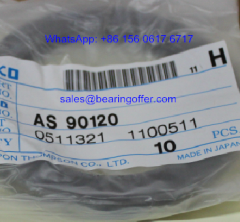 KO
WhatsApp: +86 156 0617 6717
H
11
sales@bearingoffer.com
AS 90120
0511321 1100511
10 PCS
PON THOMPSON CO., LTD. MADE IN JAPAN